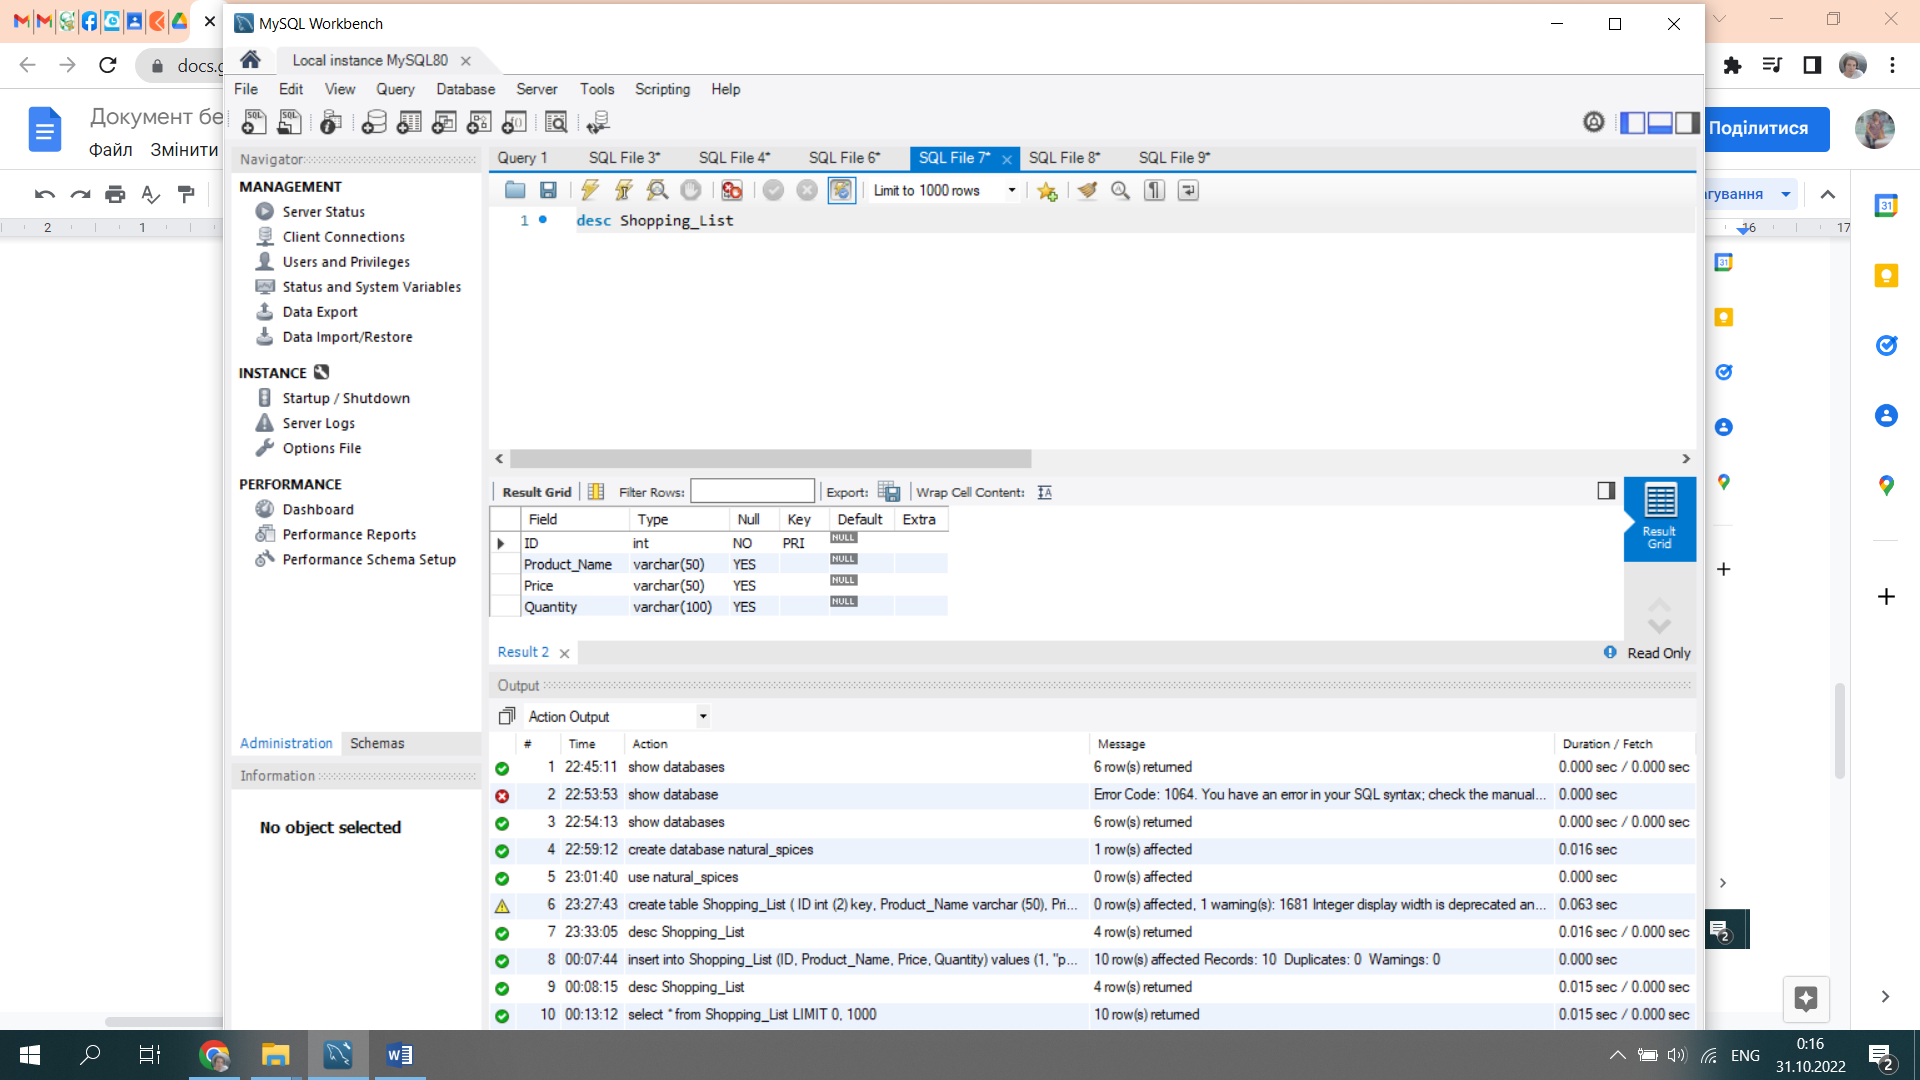 MySQL Workbench
Local instance MySQL80
docs.g
File Edit View Query Database Server Tools Scripting Help
Документ бе
Файл Змінити
Поділитися
Query 1 SQL File 3* SQL File 4* SQL File 6* SQL File 7* SQL File 8* SQL File 9*
Limit to 1000 rows
гування
2 1
16 17
1 desc Shopping_List
Navigator
MANAGEMENT
Server Status
Client Connections
Users and Privileges
Status and System Variables
Data Export
Data Import/Restore
INSTANCE
Startup / Shutdown
Server Logs
Options File
PERFORMANCE
Dashboard
Performance Reports
Performance Schema Setup
Administration Schemas
Information
No object selected
Result Grid Filter Rows: Export: Wrap Cell Content:
Field Type Null Key Default Extra
ID int NO PRI NULL
Product_Name varchar(50) YES NULL
Price varchar(50) YES NULL
Quantity varchar(100) YES NULL
Result Grid
Result 2
Read Only
Output
Action Output
# Time Action Message Duration / Fetch
1 22:45:11 show databases 6 row(s) returned 0.000 sec / 0.000 sec
2 22:53:53 show database Error Code: 1064. You have an error in your SQL syntax; check the manual... 0.000 sec
3 22:54:13 show databases 6 row(s) returned 0.000 sec / 0.000 sec
4 22:59:12 create database natural_spices 1 row(s) affected 0.016 sec
5 23:01:40 use natural_spices 0 row(s) affected 0.000 sec
6 23:27:43 create table Shopping_List ( ID int (2) key, Product_Name varchar (50), Pri... 0 row(s) affected, 1 warning(s): 1681 Integer display width is deprecated an... 0.063 sec
7 23:33:05 desc Shopping_List 4 row(s) returned 0.016 sec / 0.000 sec
8 00:07:44 insert into Shopping_List (ID, Product_Name, Price, Quantity) values (1, "p... 10 row(s) affected Records: 10 Duplicates: 0 Warnings: 0 0.000 sec
9 00:08:15 desc Shopping_List 4 row(s) returned 0.015 sec / 0.000 sec
10 00:13:12 select * from Shopping_List LIMIT 0, 1000 10 row(s) returned 0.015 sec / 0.000 sec
31
31
2
ENG
0:16
31.10.2022
2